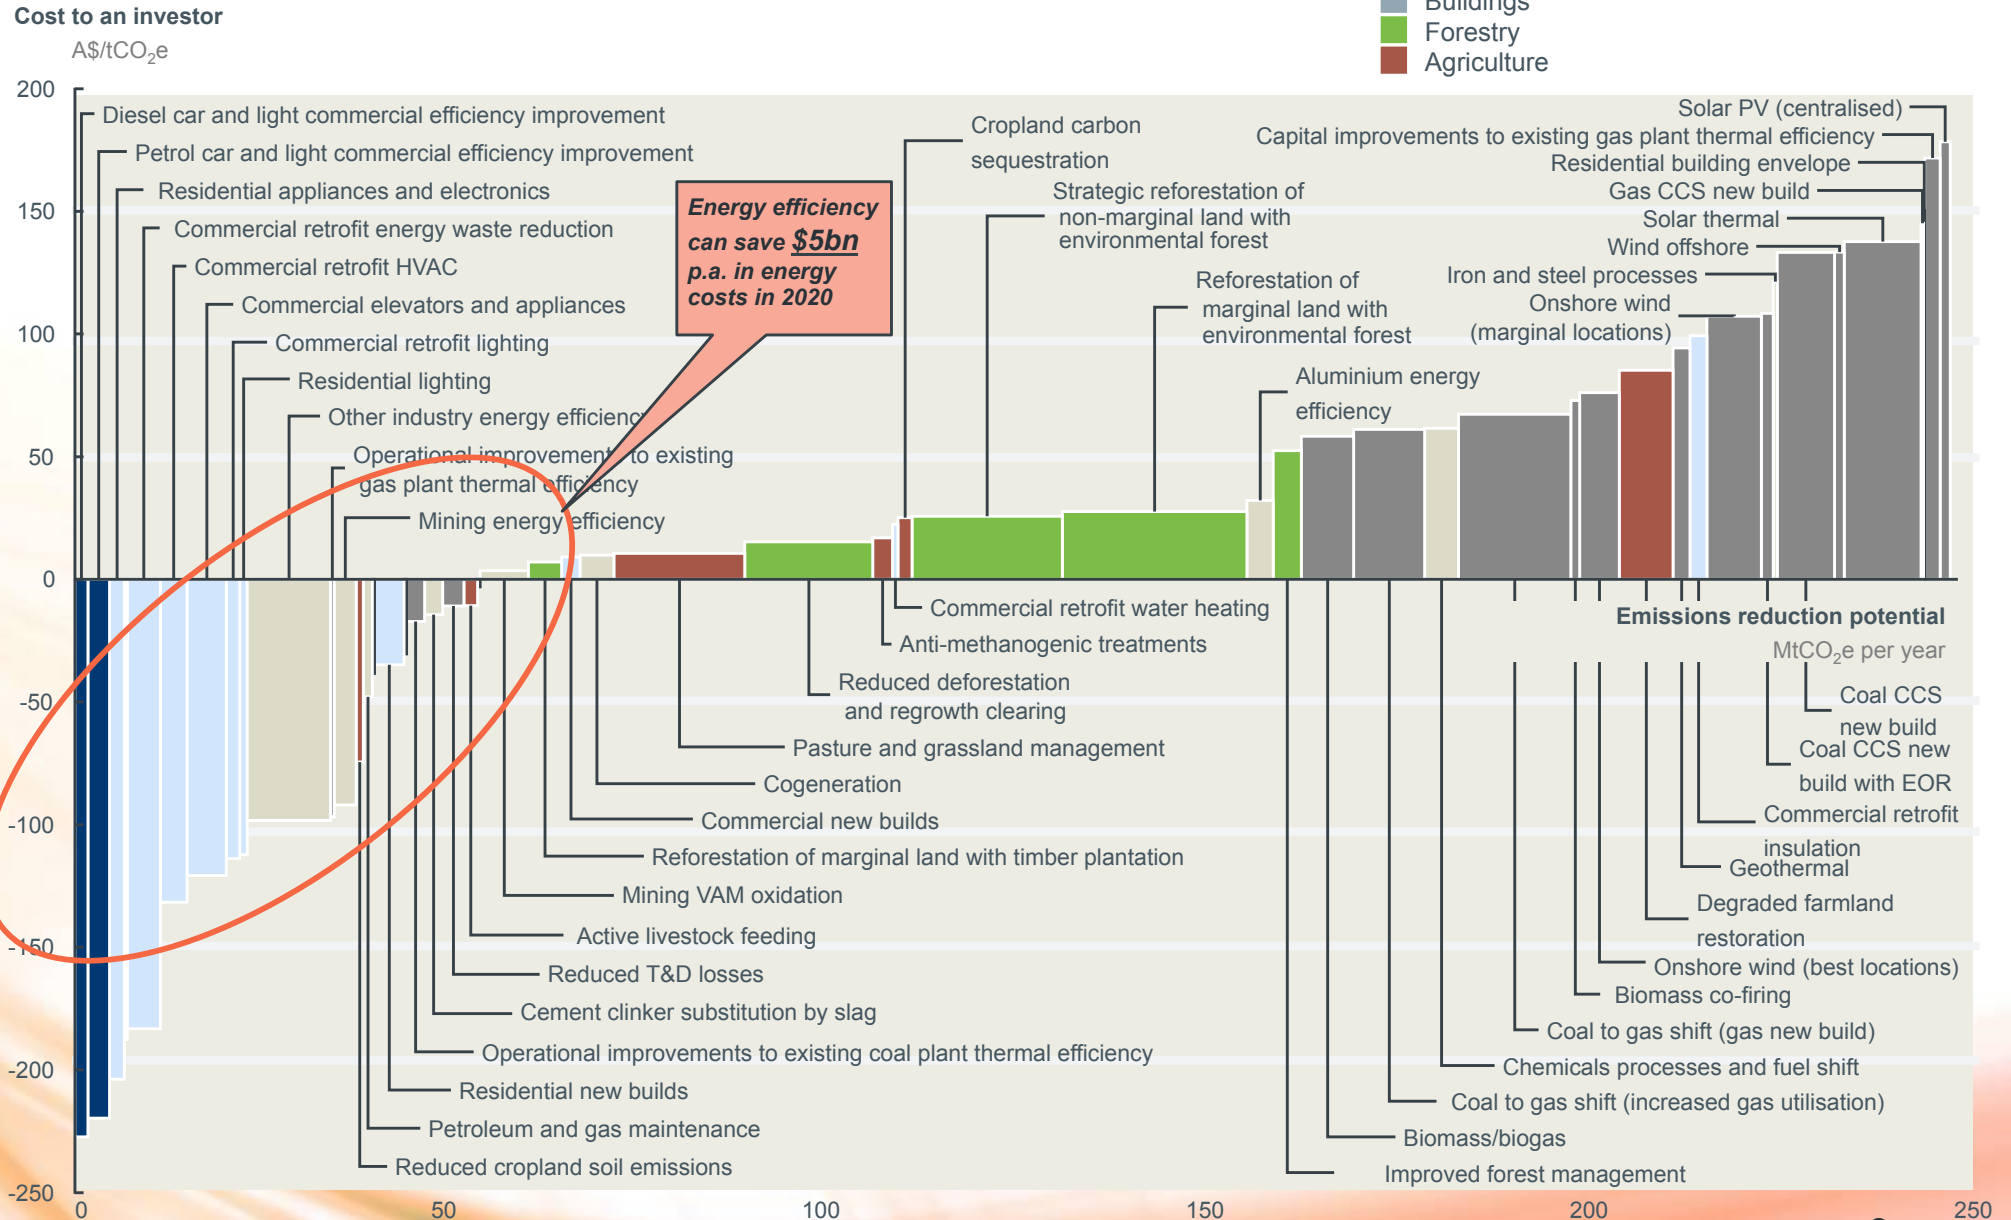 Cost to an investor
A$/tCO2e
Buildings
Forestry
Agriculture
200
150
100
50
0
-50
-100
-150
-200
-250
Diesel car and light commercial efficiency improvement
Petrol car and light commercial efficiency improvement
Residential appliances and electronics
Commercial retrofit energy waste reduction
Commercial retrofit HVAC
Commercial elevators and appliances
Commercial retrofit lighting
Residential lighting
Other industry energy efficiency
Operational improvements to existing
gas plant thermal efficiency
Mining energy efficiency
Energy efficiency
can save $5bn
p.a. in energy
costs in 2020
Cropland carbon
sequestration
Strategic reforestation of
non-marginal land with
environmental forest
Reforestation of
marginal land with
environmental forest
Aluminium energy
efficiency
Solar PV (centralised)
Capital improvements to existing gas plant thermal efficiency
Residential building envelope
Gas CCS new build
Solar thermal
Wind offshore
Iron and steel processes
Onshore wind
(marginal locations)
Commercial retrofit water heating
Anti-methanogenic treatments
Reduced deforestation
and regrowth clearing
Pasture and grassland management
Cogeneration
Commercial new builds
Reforestation of marginal land with timber plantation
Mining VAM oxidation
Active livestock feeding
Reduced T&D losses
Cement clinker substitution by slag
Operational improvements to existing coal plant thermal efficiency
Residential new builds
Petroleum and gas maintenance
Reduced cropland soil emissions
Emissions reduction potential
MtCO2e per year
Coal CCS
new build
Coal CCS new
build with EOR
Commercial retrofit
insulation
Geothermal
Degraded farmland
restoration
Onshore wind (best locations)
Biomass co-firing
Coal to gas shift (gas new build)
Chemicals processes and fuel shift
Coal to gas shift (increased gas utilisation)
Biomass/biogas
Improved forest management
0 50 100 150 200 250